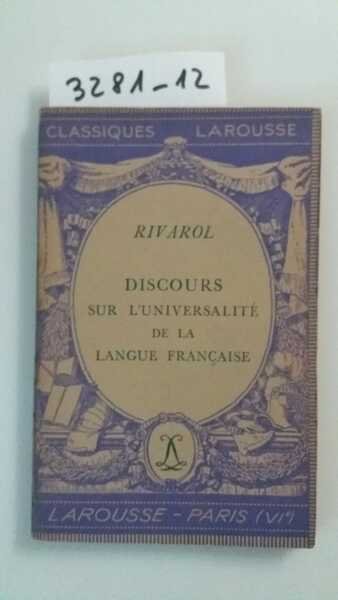 3281-12
CLASSIQUES LAROUSSE
RIVAROL
DISCOURS
SUR L'UNIVERSALITÉ
DE LA
LANGUE FRANÇAISE
LAROUSSE - PARIS (VIe)